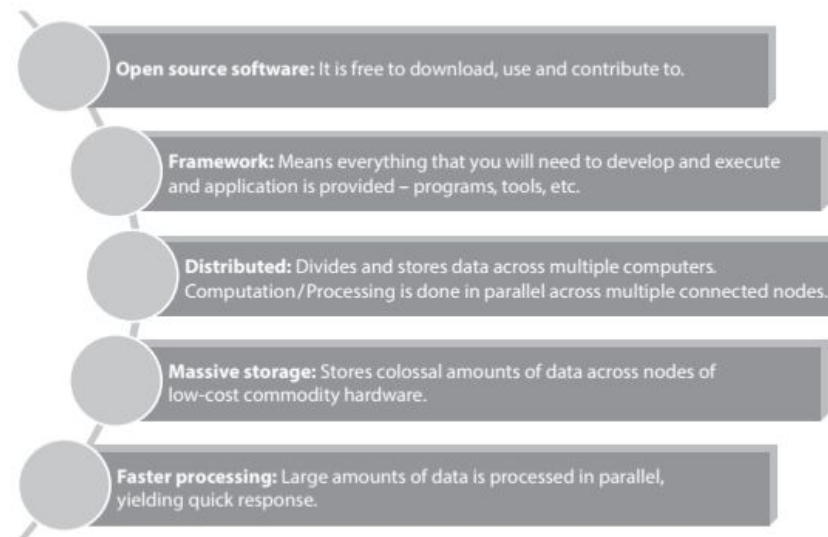 Open source software: It is free to download, use and contribute to.
Framework: Means everything that you will need to develop and execute
and application is provided – programs, tools, etc.
Distributed: Divides and stores data across multiple computers.
Computation/Processing is done in parallel across multiple connected nodes.
Massive storage: Stores colossal amounts of data across nodes of
low-cost commodity hardware.
Faster processing: Large amounts of data is processed in parallel,
yielding quick response.